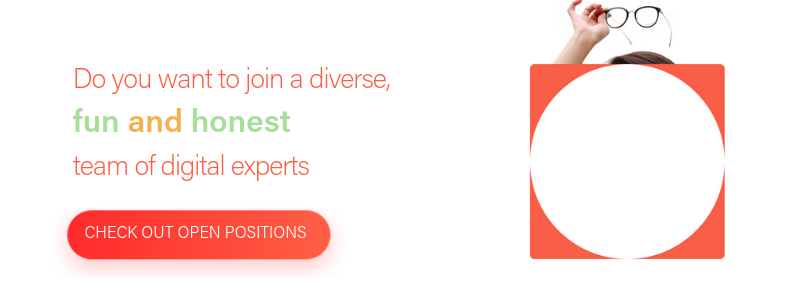 Do you want to join a diverse,
fun and honest
team of digital experts
CHECK OUT OPEN POSITIONS